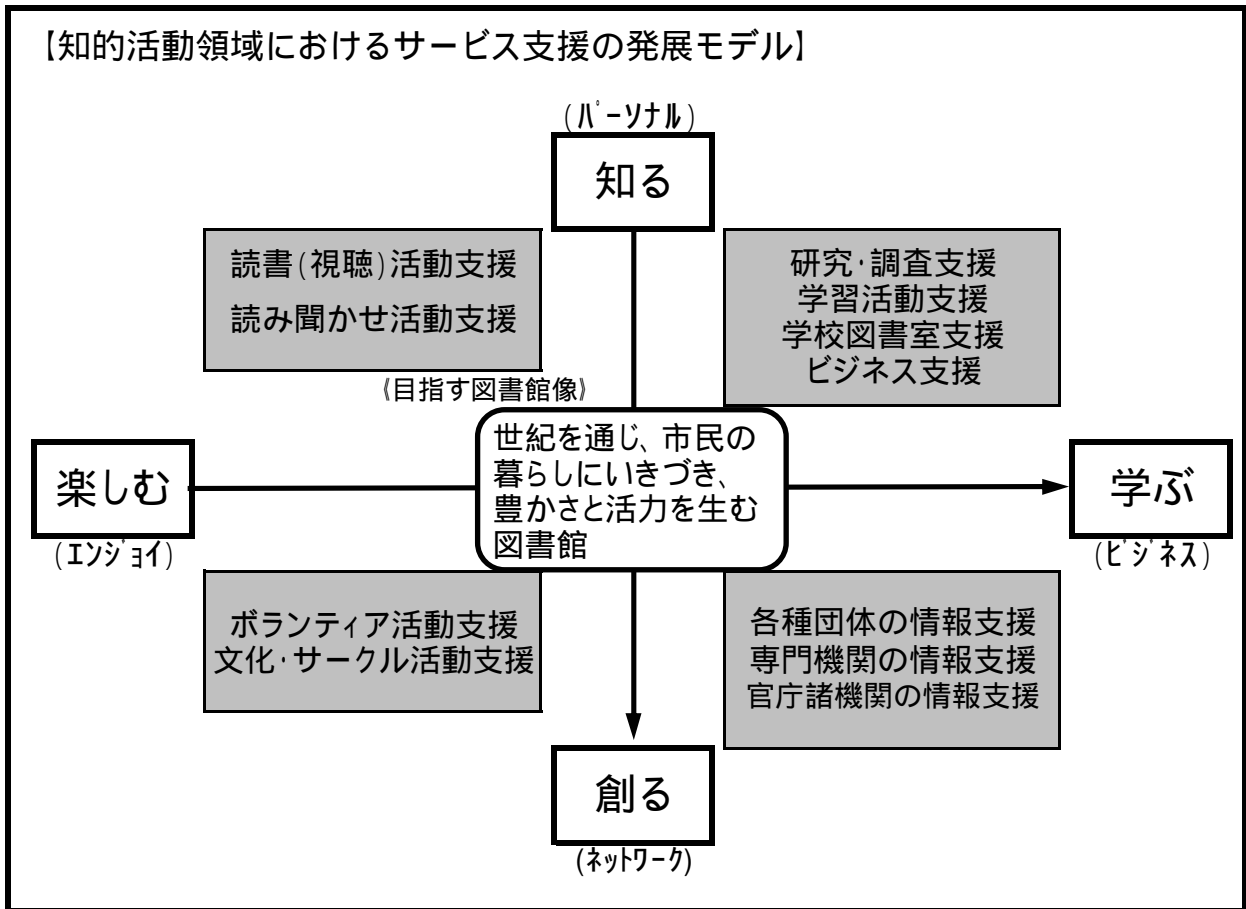 【知的活動領域におけるサービス支援の発展モデル】
(パーソナル)
知る
読書(視聴)活動支援
読み聞かせ活動支援
研究・調査支援
学習活動支援
学校図書室支援
ビジネス支援
《目指す図書館像》
世紀を通じ、市民の
暮らしにいきづき、
豊かさと活力を生む
図書館
楽しむ
(エンジョイ)
学ぶ
(ビジネス)
ボランティア活動支援
文化・サークル活動支援
各種団体の情報支援
専門機関の情報支援
官庁諸機関の情報支援
創る
(ネットワーク)